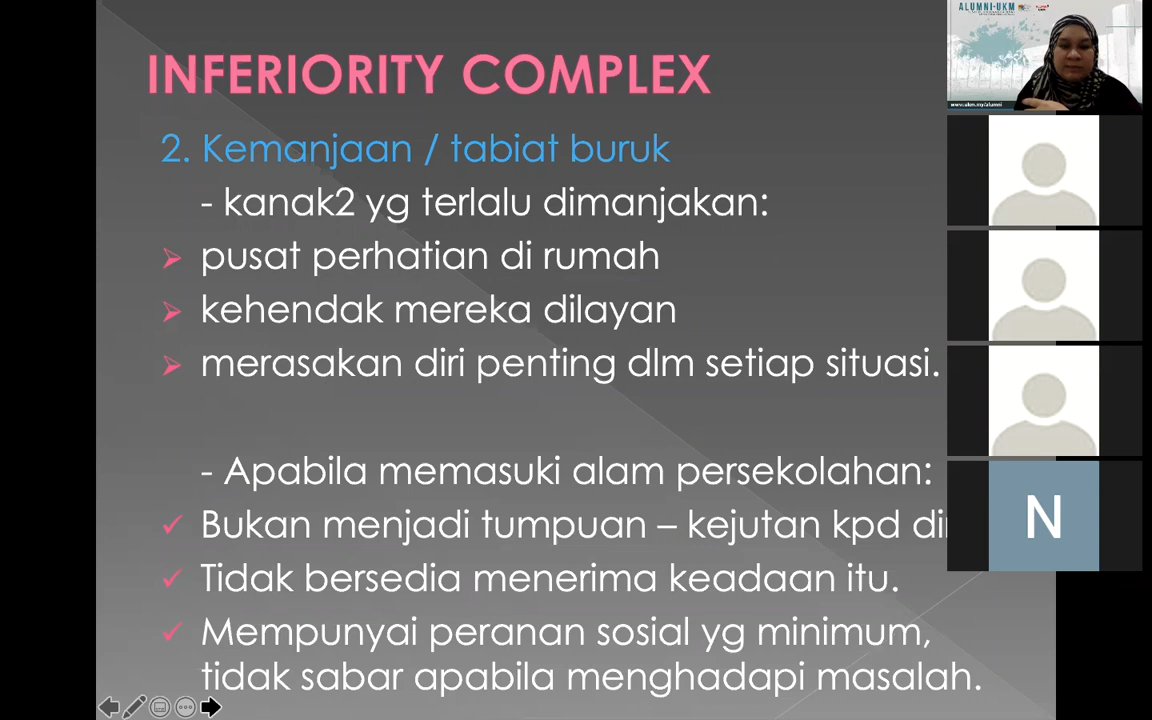 INFERIORITY COMPLEX
2. Kemanjaan / tabiat buruk
- kanak2 yg terlalu dimanjakan:
pusat perhatian di rumah
kehendak mereka dilayan
merasakan diri penting dlm setiap situasi.
- Apabila memasuki alam persekolahan:
Bukan menjadi tumpuan – kejutan kpd
Tidak bersedia menerima keadaan itu.
Mempunyai peranan sosial yg minimum,
tidak sabar apabila menghadapi masalah.
ALUMNI-UKM
www.ukm.my/alumni
N